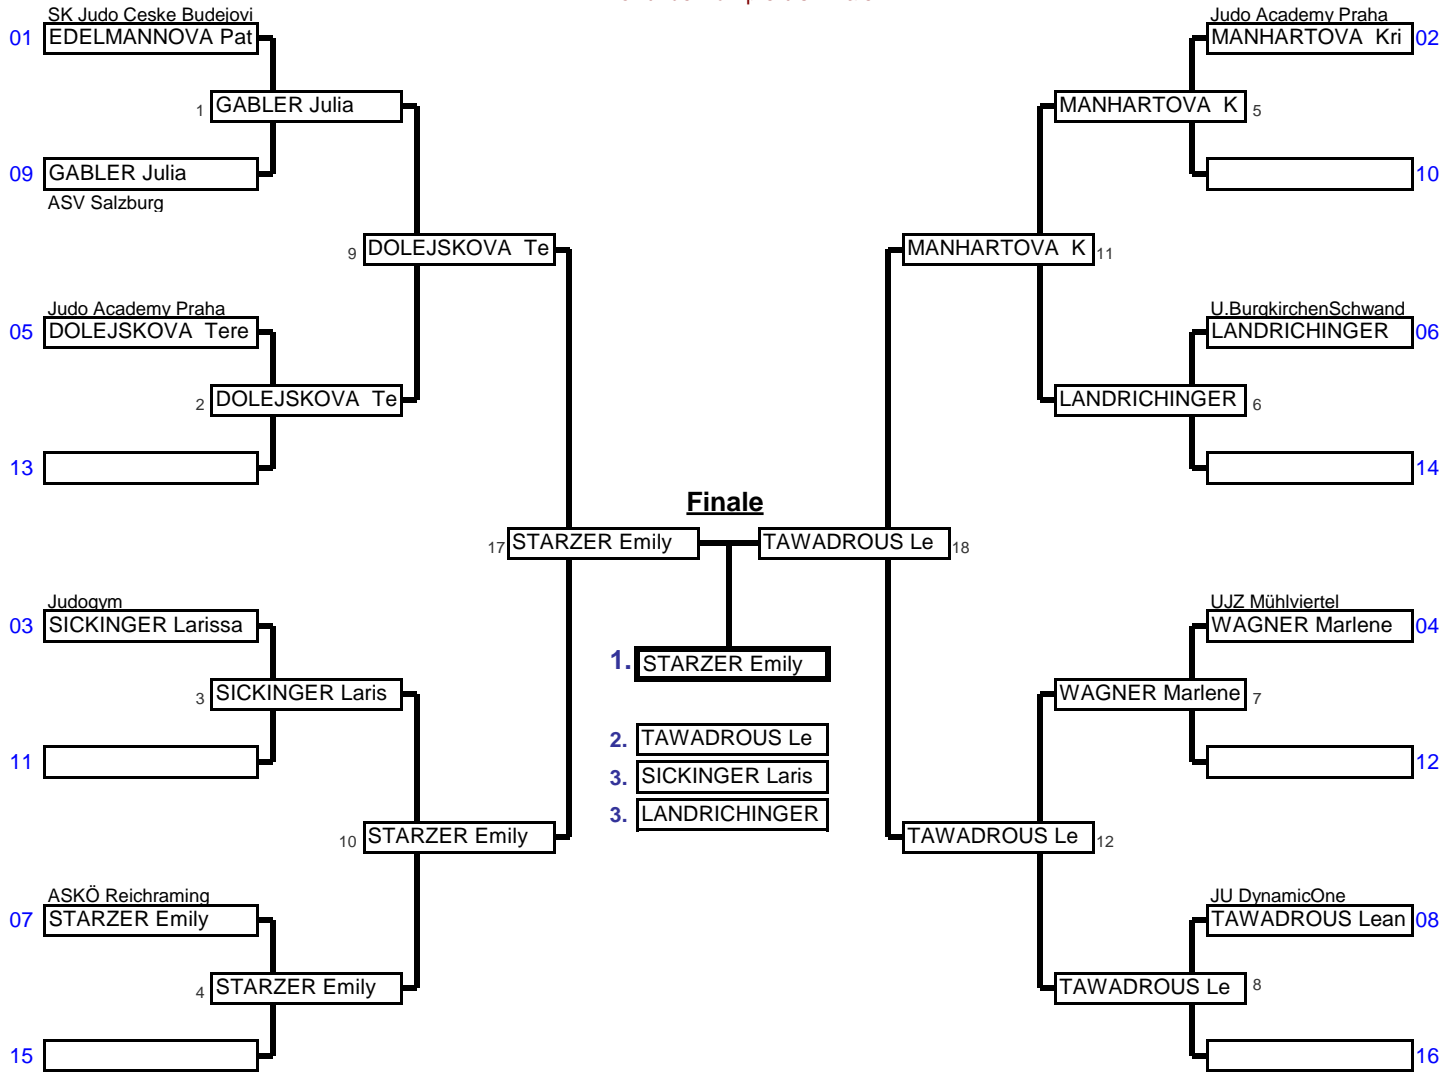 SK Judo Ceske Budejovi
01 EDELMANNOVA Pat
1 GABLER Julia
09 GABLER Julia
ASV Salzburg
9 DOLEJSKOVA Te
Judo Academy Praha
05 DOLEJSKOVA Tere
2 DOLEJSKOVA Te
13
17 STARZER Emily
Judogym
03 SICKINGER Larissa
3 SICKINGER Laris
11
10 STARZER Emily
ASKÖ Reichraming
07 STARZER Emily
4 STARZER Emily
15
Finale
1. STARZER Emily
2. TAWADROUS Le
3. SICKINGER Laris
3. LANDRICHINGER
Judo Academy Praha
MANHARTOVA Kri 02
MANHARTOVA K 5
10
MANHARTOVA K 11
U.BurgkirchenSchwand
LANDRICHINGER 06
LANDRICHINGER 6
14
TAWADROUS Le 18
UJZ Mühlviertel
WAGNER Marlene 04
WAGNER Marlene 7
12
TAWADROUS Le 12
JU DynamicOne
TAWADROUS Lean 08
TAWADROUS Le 8
16